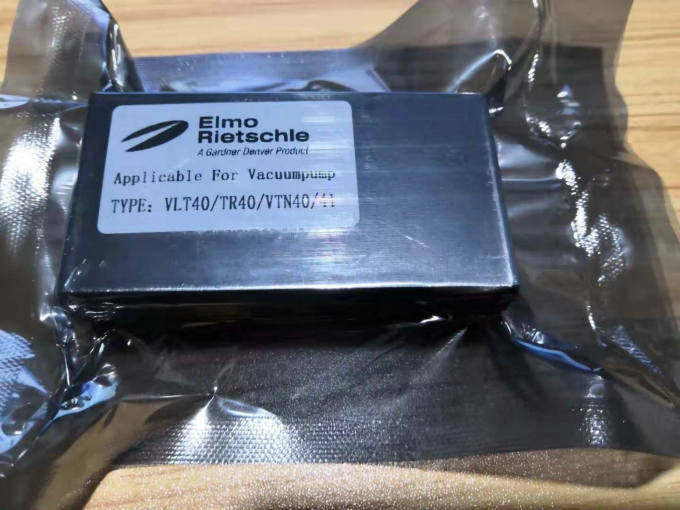 Elmo
Rietschle
A Gardner Denver Product
Applicable For Vacuumpump
TYPE: VLT40/TR40/VTN40/41